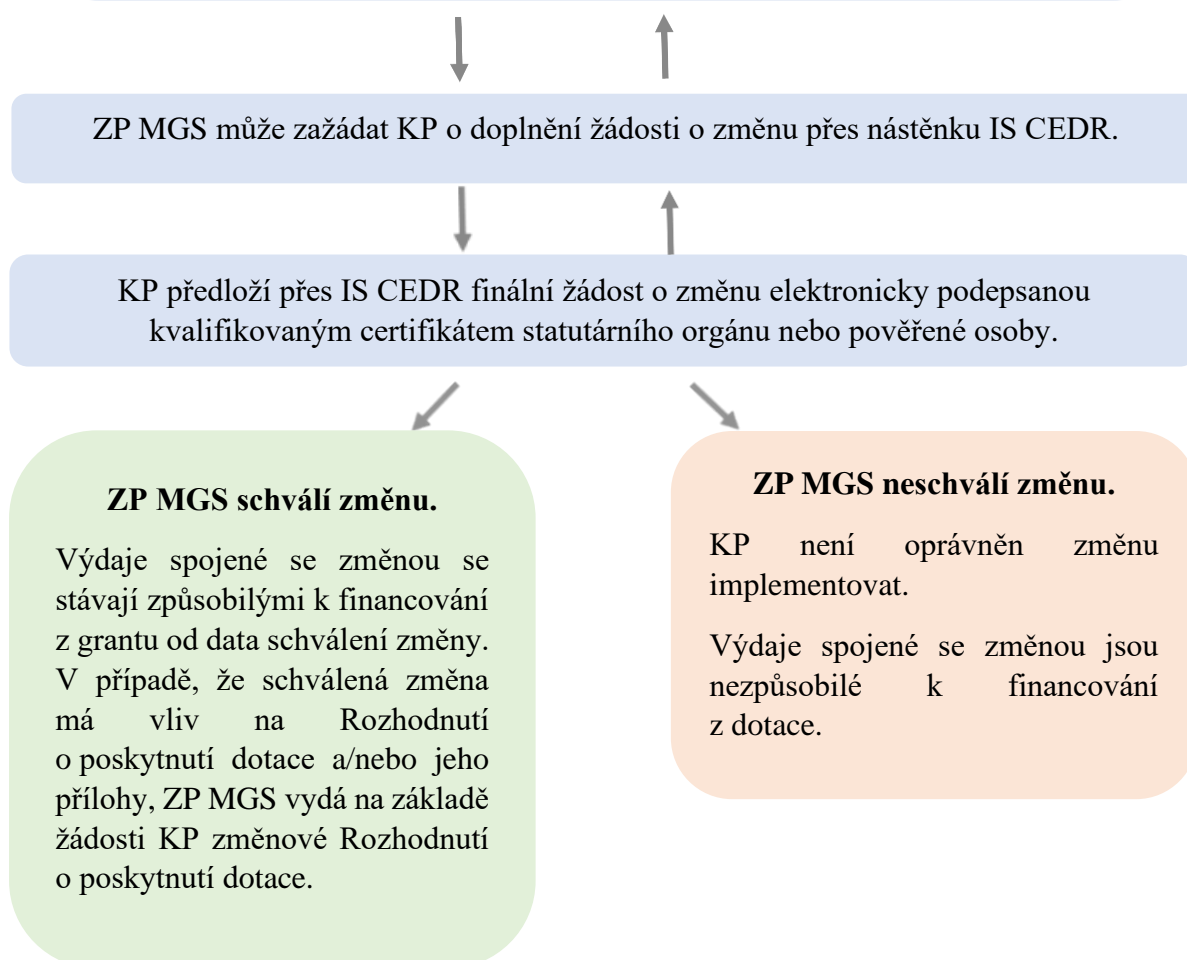 ZP MGS může zažádat KP o doplnění žádosti o změnu přes nástěnku IS CEDR.
KP předloží přes IS CEDR finální žádost o změnu elektronicky podepsanou
kvalifikovaným certifikátem statutárního orgánu nebo pověřené osoby.
ZP MGS schválí změnu.
Výdaje spojené se změnou se
stávají způsobilými k financování
z grantu od data schválení změny.
V případě, že schválená změna
má vliv na Rozhodnutí
o poskytnutí dotace a/nebo jeho
přílohy, ZP MGS vydá na základě
žádosti KP změnové Rozhodnutí
o poskytnutí dotace.
ZP MGS neschválí změnu.
KP není oprávněn změnu
implementovat.
Výdaje spojené se změnou jsou
nezpůsobilé k financování
z dotace.